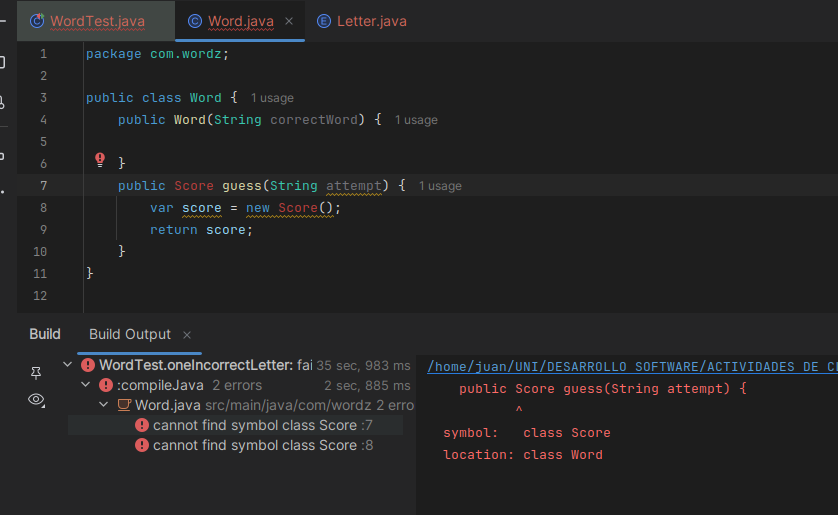 WordTest.java Word.java × Letter.java
1 package com.wordz;
2
3 public class Word { 1 usage
4 public Word(String correctWord) { 1 usage
5
6 }
7 public Score guess(String attempt) { 1 usage
8 var score = new Score();
9 return score;
10 }
11 }
12
Build Build Output ×
WordTest.oneIncorrectLetter: fai 35 sec, 983 ms
:compileJava 2 errors 2 sec, 885 ms
Word.java src/main/java/com/wordz 2 erro
cannot find symbol class Score :7
cannot find symbol class Score :8
/home/juan/UNI/DESARROLLO SOFTWARE/ACTIVIDADES DE CL
public Score guess(String attempt) {
^
symbol: class Score
location: class Word